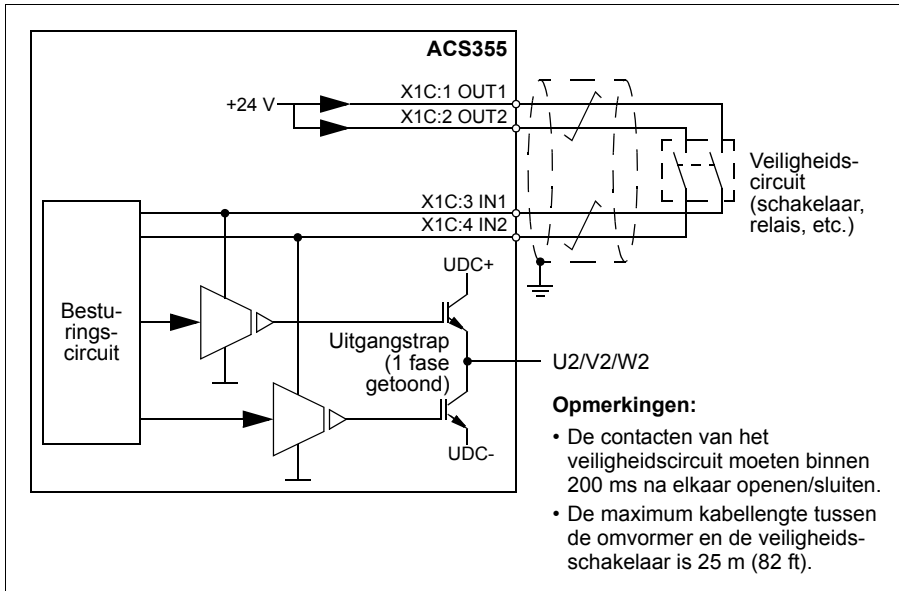 ACS355
X1C:1 OUT1
+24 V
X1C:2 OUT2
Veiligheids-
circuit
(schakelaar,
relais, etc.)
X1C:3 IN1
X1C:4 IN2
UDC+
Bestu-
rings-
circuit
Uitgangstrap
(1 fase
getoond)
U2/V2/W2
UDC-
Opmerkingen:
• De contacten van het
veiligheidscircuit moeten binnen
200 ms na elkaar openen/sluiten.
• De maximum kabellengte tussen
de omvormer en de veiligheids-
schakelaar is 25 m (82 ft).